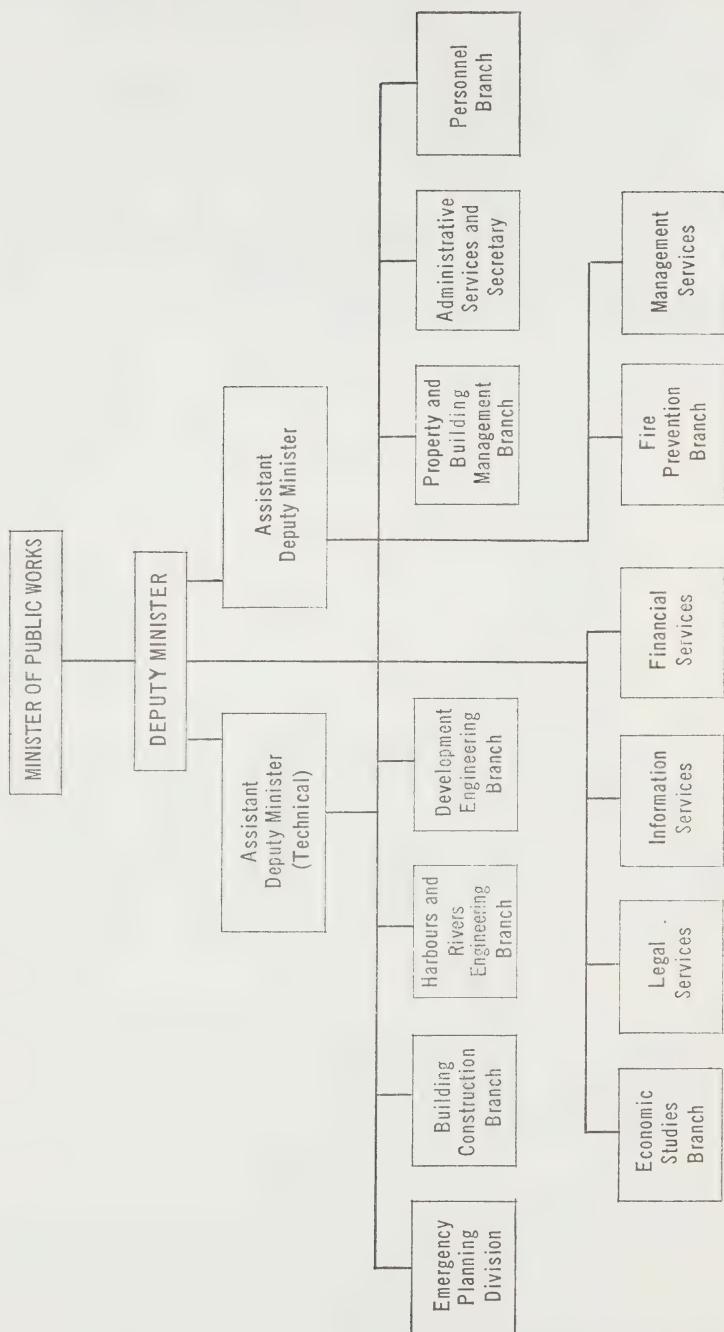 MINISTER OF PUBLIC WORKS
DEPUTY MINISTER
Assistant
Deputy Minister
(Technical)
Assistant
Deputy Minister
Emergency
Planning
Division
Building
Construction
Branch
Harbours and
Rivers
Engineering
Branch
Development
Engineering
Branch
Property and
Building
Management
Branch
Administrative
Services and
Secretary
Personnel
Branch
Economic
Studies
Branch
Legal
Services
Information
Services
Financial
Services
Fire
Prevention
Branch
Management
Services